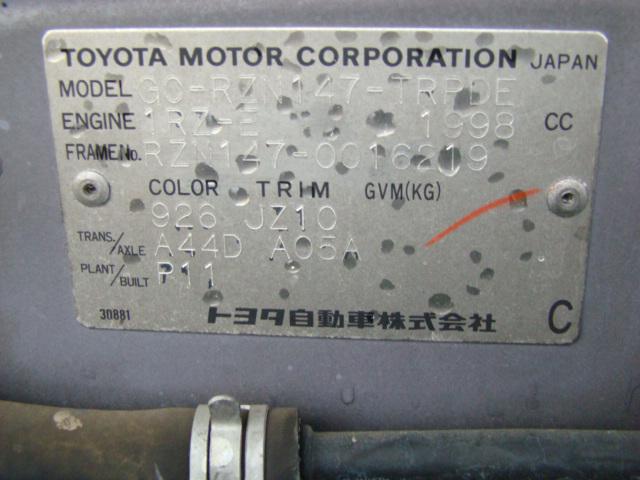 TOYOTA MOTOR CORPORATION JAPAN
MODEL GC-RZN147-TRPDE
ENGINE 1RZ-E 1998 CC
FRAME No. RZN147-0016219
COLOR TRIM GVM(KG)
926 JZ10
TRANS./AXLE A44D A05A
PLANT/BUILT P11
30881 トヨタ自動車株式会社 C